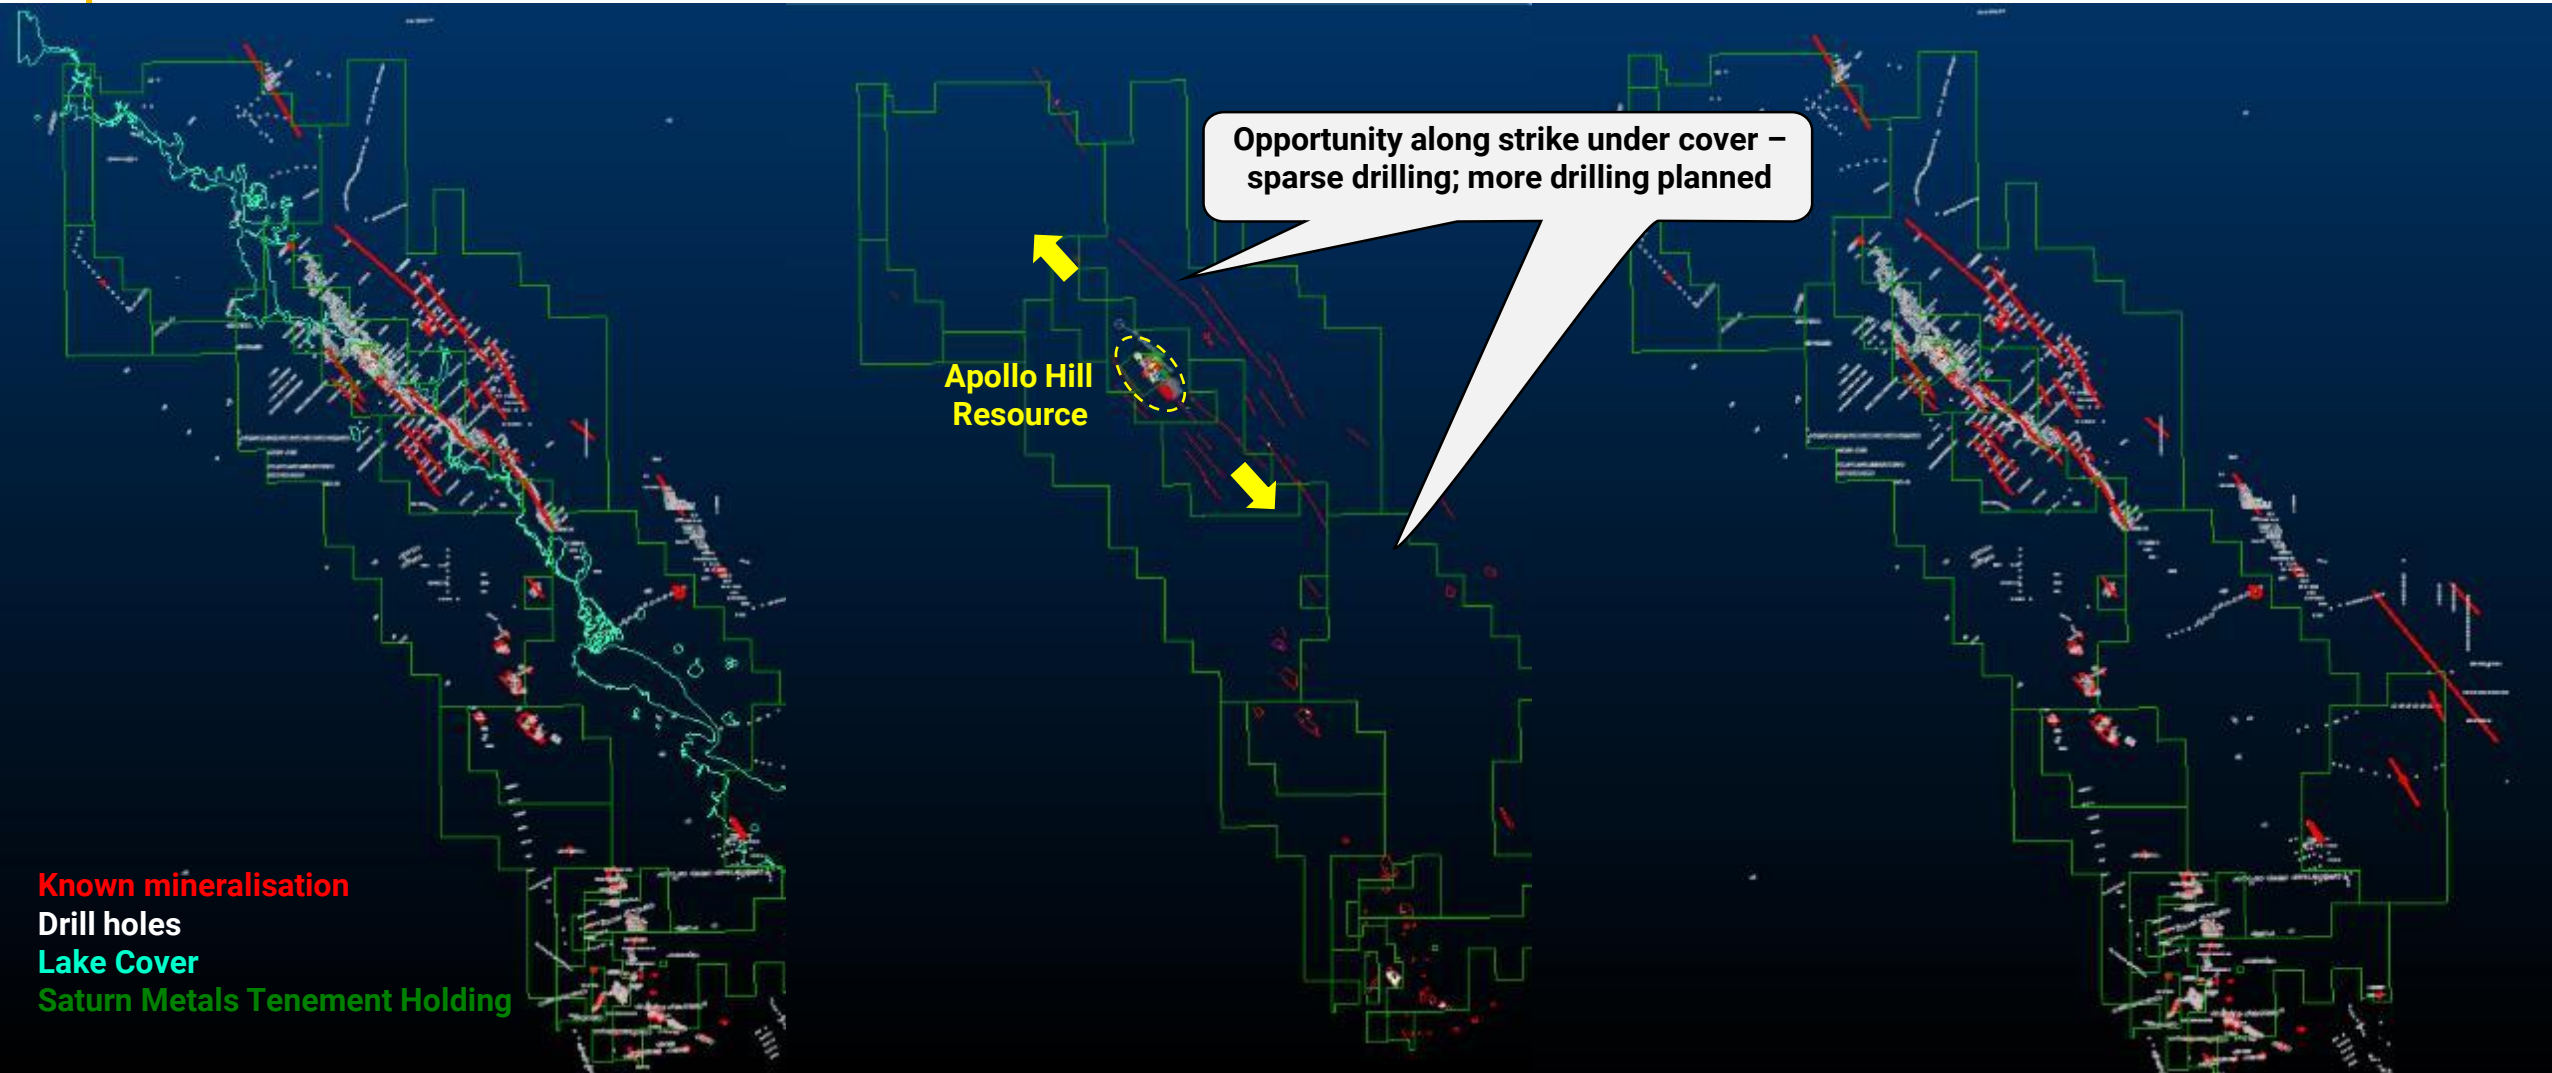 Opportunity along strike under cover –
sparse drilling; more drilling planned
Apollo Hill
Resource
Known mineralisation
Drill holes
Lake Cover
Saturn Metals Tenement Holding